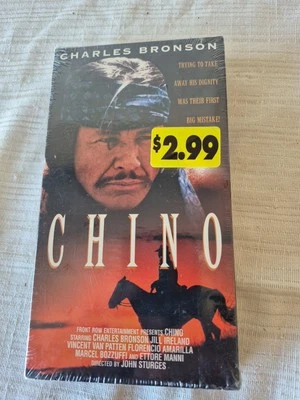 CHARLES BRONSON
TRYING TO TAKE
AWAY HIS DIGNITY
WAS THEIR FIRST
BIG MISTAKE!
$2.99
CHINO
FRONT ROW ENTERTAINMENT PRESENTS CHINO
STARRING CHARLES BRONSON JILL IRELAND
VINCENT VAN PATTEN FLORENCIO AMARILLA
MARCEL BOZZUFFI AND ETTORE MANNI
DIRECTED BY JOHN STURGES